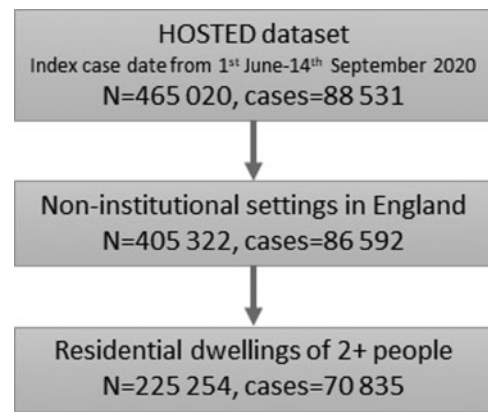 HOSTED dataset
Index case date from 1st June-14th September 2020
N=465 020, cases=88 531
Non-institutional settings in England
N=405 322, cases=86 592
Residential dwellings of 2+ people
N=225 254, cases=70 835